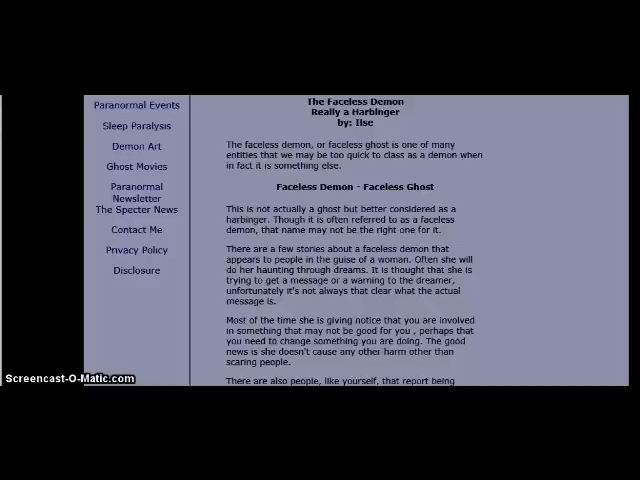 Paranormal Events
Sleep Paralysis
Demon Art
Ghost Movies
Paranormal
Newsletter
The Specter News
Contact Me
Privacy Policy
Disclosure
The Faceless Demon
Really a Harbinger
by: Ilse
The faceless demon, or faceless ghost is one of many
entities that we may be too quick to class as a demon when
in fact it is something else.
Faceless Demon - Faceless Ghost
This is not actually a ghost but better considered as a
harbinger. Though it is often referred to as a faceless
demon, that name may not be the right one for it.
There are a few stories about a faceless demon that
appears to people in the guise of a woman. Often she will
do her haunting through dreams. It is thought that she is
trying to get a message or a warning to the dreamer,
unfortunately it's not always that clear what the actual
message is.
Most of the time she is giving notice that you are involved
in something that may not be good for you , perhaps that
you need to change something you are doing. The good
news is she doesn't cause any other harm other than
scaring people.
There are also people, like yourself, that report being
Screencast-O-Matic.com